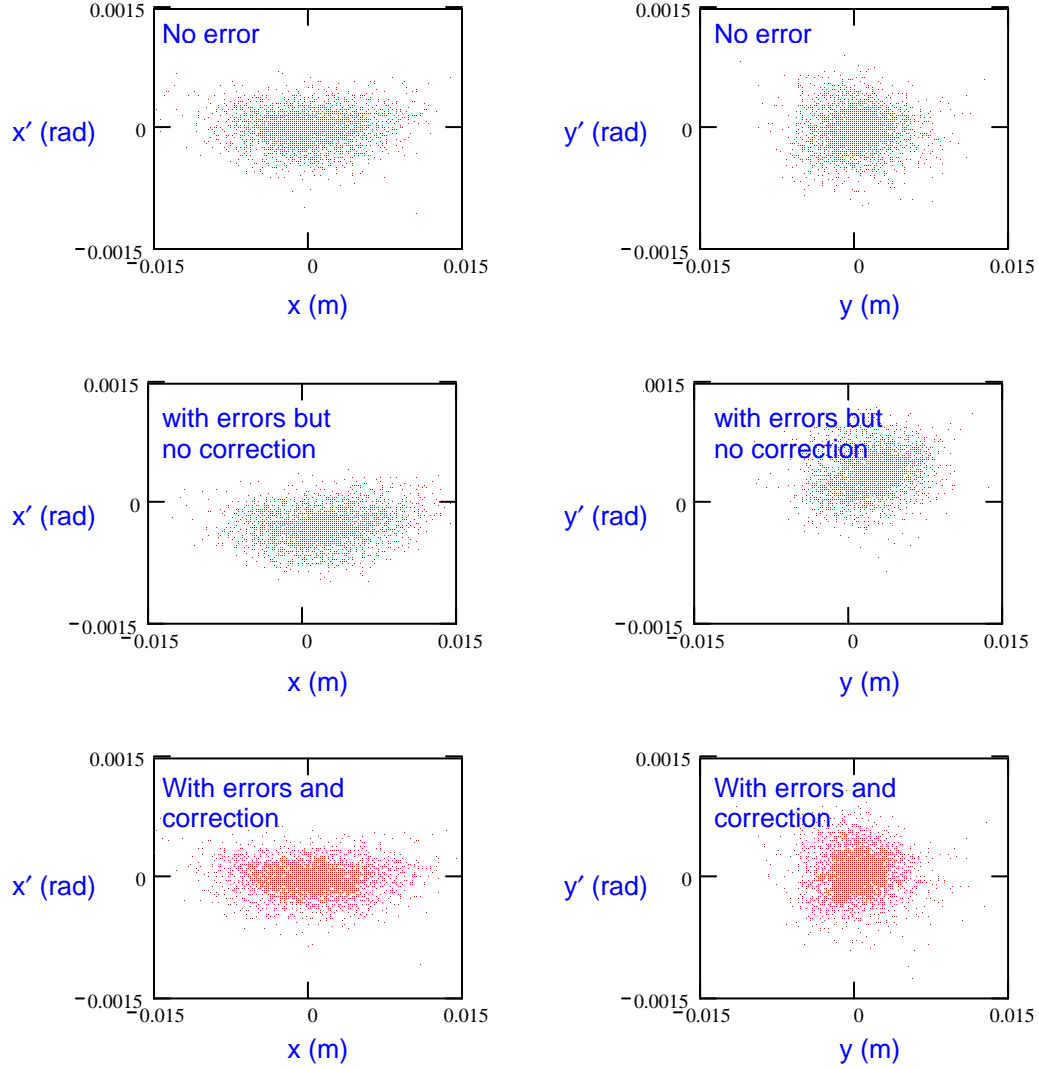 0.0015
No error
x′ (rad)
0
−0.0015
−0.015
0
0.015
x (m)
0.0015
No error
y′ (rad)
0
−0.0015
−0.015
0
0.015
y (m)
0.0015
with errors but
no correction
x′ (rad)
0
−0.0015
−0.015
0
0.015
x (m)
.0015
with errors but
no correction
y′ (rad)
0
−0.0015
−0.015
0
0.015
y (m)
0.0015
With errors and
correction
x′ (rad)
0
−0.0015
−0.015
0
0.015
x (m)
0.0015
With errors and
correction
y′ (rad)
0
−0.0015
−0.015
0
0.015
y (m)